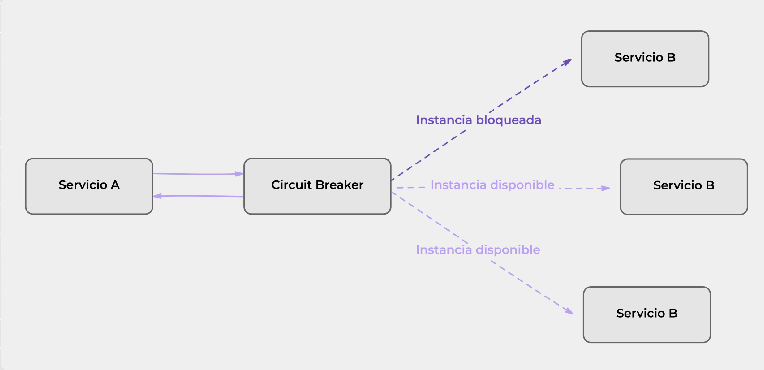 Servicio B
Instancia bloqueada
Servicio A
Circuit Breaker
Instancia disponible
Servicio B
Instancia disponible
Servicio B